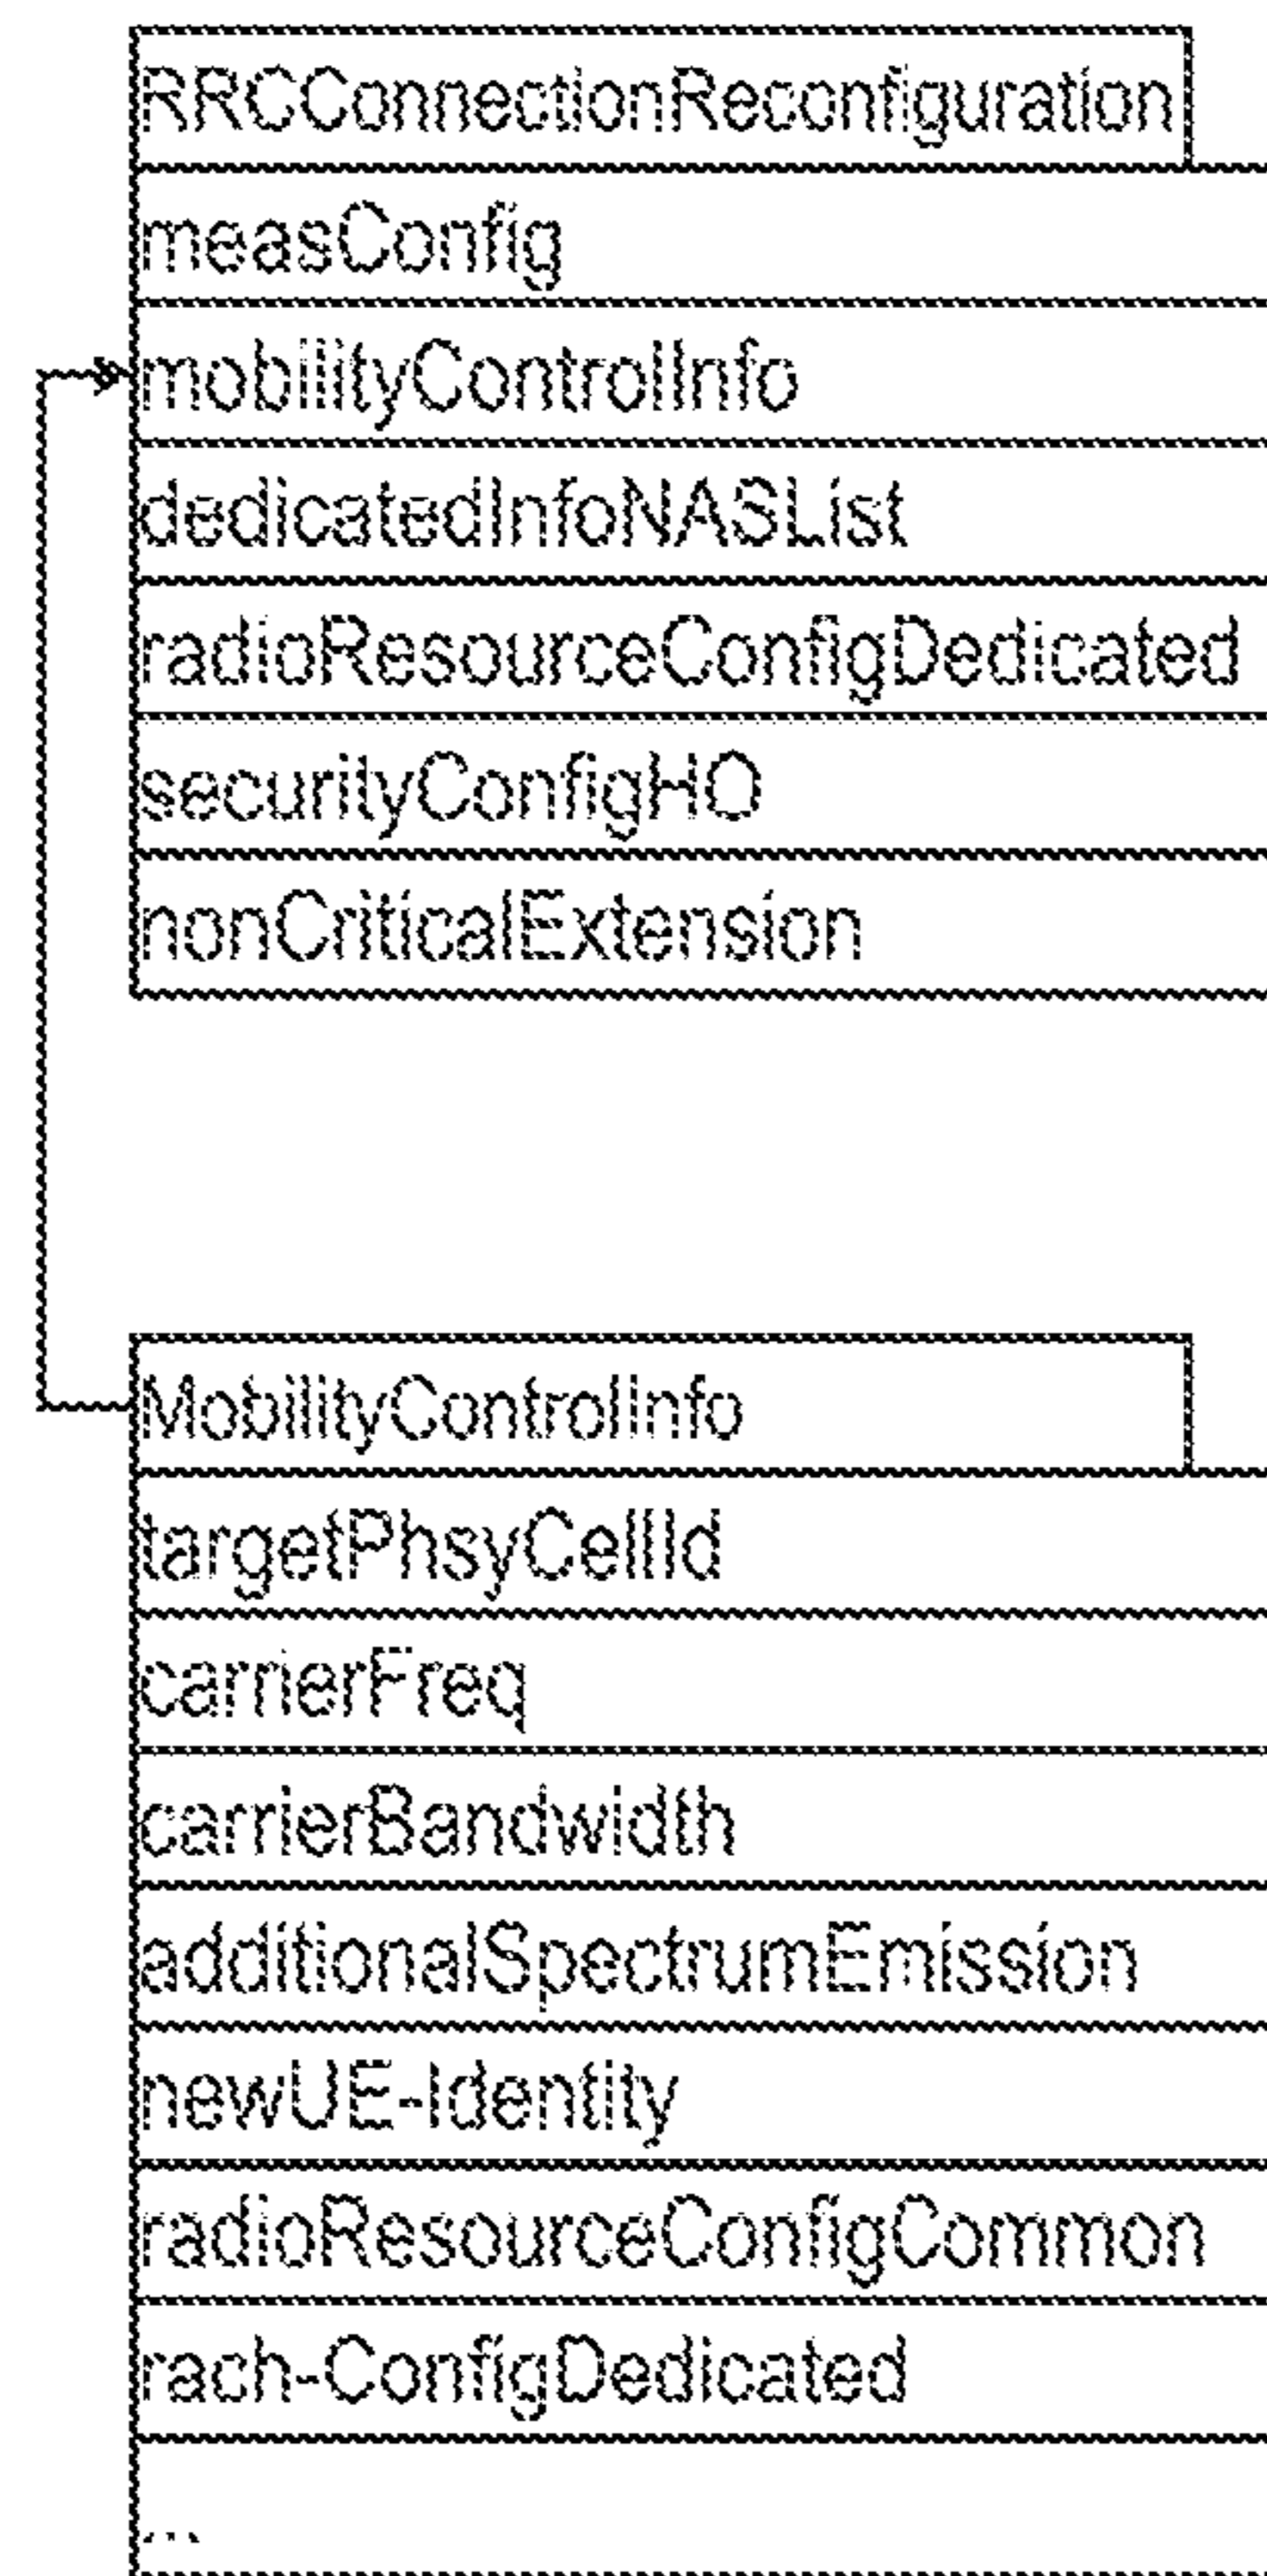 RRCConnectionReconfiguration
measConfig
mobilityControlInfo
dedicatedInfoNASList
radioResourceConfigDedicated
securityConfigHO
nonCriticalExtension
MobilityControlInfo
targetPhsyCellId
carrierFreq
carrierBandwidth
additionalSpectrumEmission
newUE-Identity
radioResourceConfigCommon
rach-ConfigDedicated
...